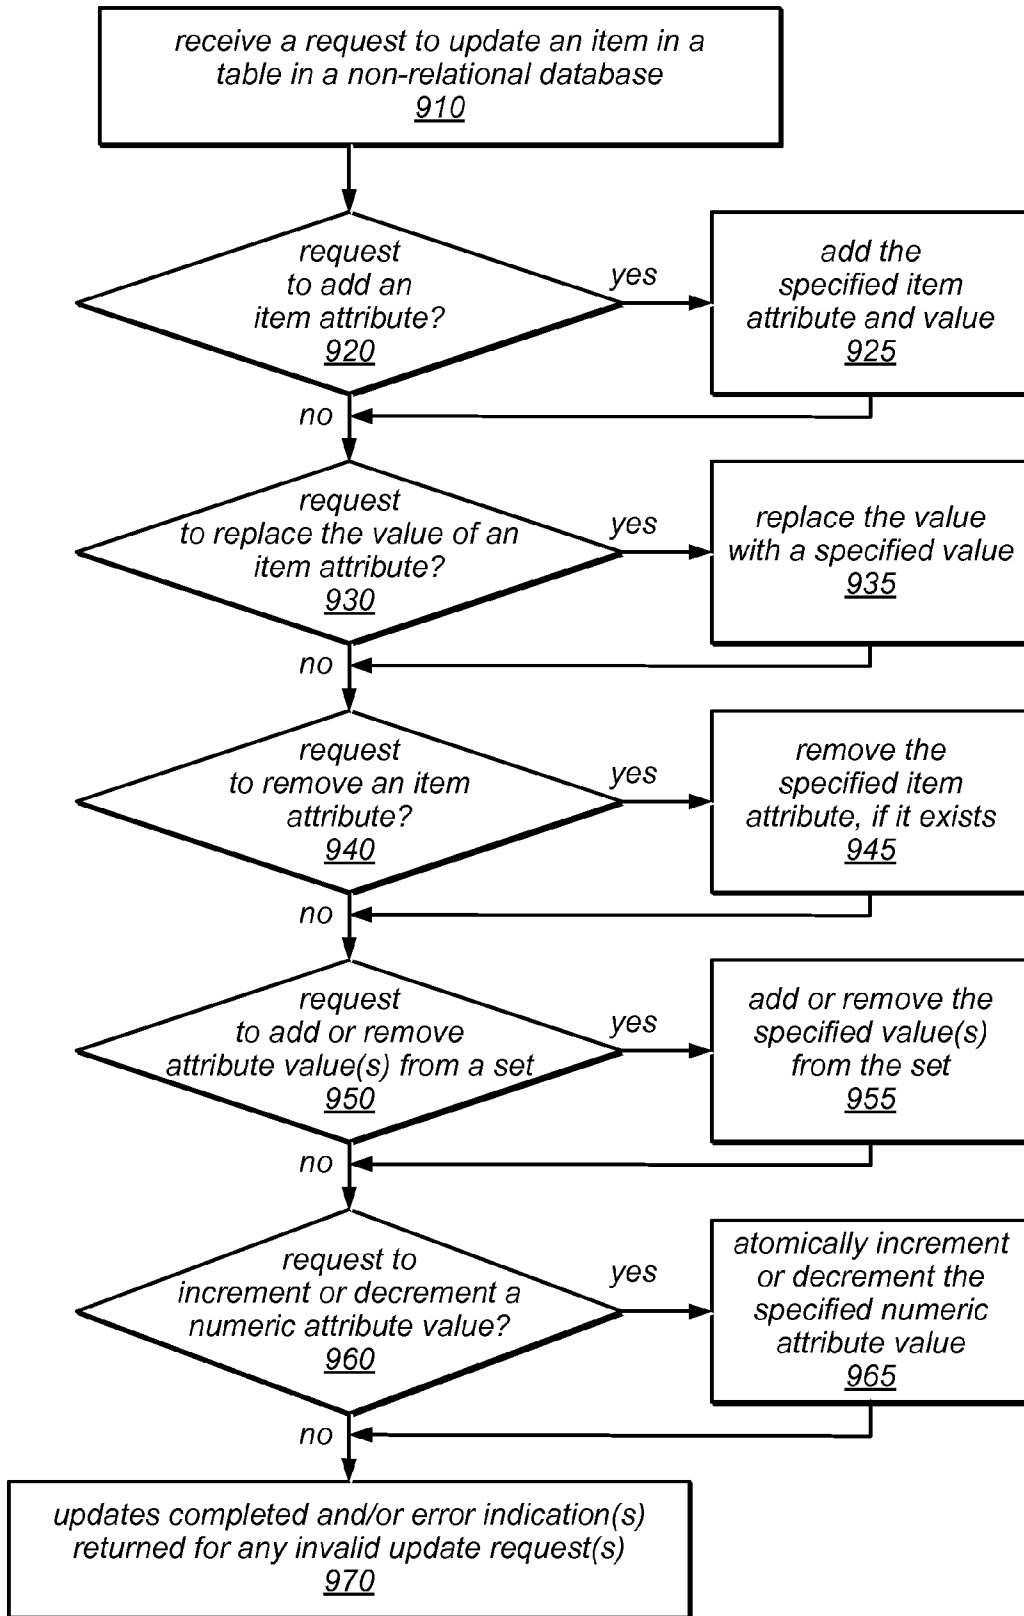 receive a request to update an item in a
table in a non-relational database
910
request
to add an
item attribute?
920
yes
add the
specified item
attribute and value
925
no
request
to replace the value of an
item attribute?
930
yes
replace the value
with a specified value
935
no
request
to remove an item
attribute?
940
yes
remove the
specified item
attribute, if it exists
945
no
request
to add or remove
attribute value(s) from a set
950
yes
add or remove the
specified value(s)
from the set
955
no
request to
increment or decrement a
numeric attribute value?
960
yes
atomically increment
or decrement the
specified numeric
attribute value
965
no
updates completed and/or error indication(s)
returned for any invalid update request(s)
970